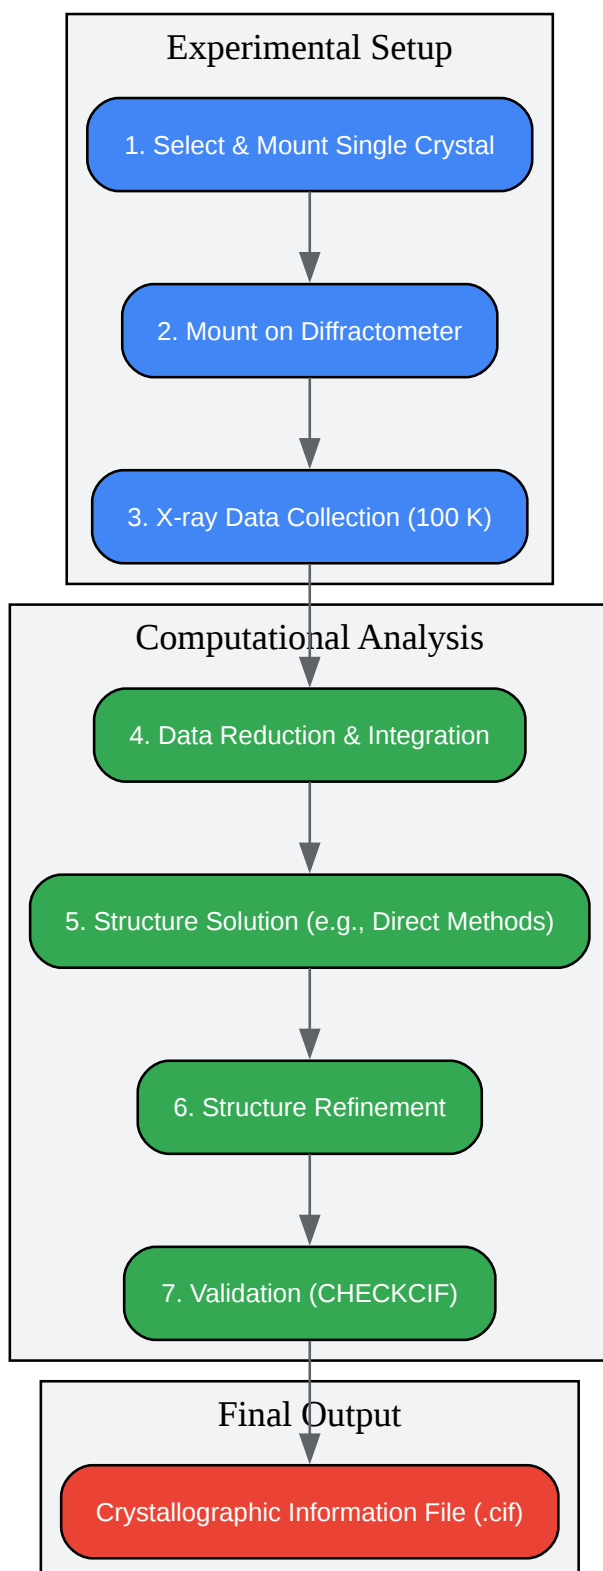 Experimental Setup
1. Select & Mount Single Crystal
2. Mount on Diffractometer
3. X-ray Data Collection (100 K)
Computational Analysis
4. Data Reduction & Integration
5. Structure Solution (e.g., Direct Methods)
6. Structure Refinement
7. Validation (CHECKCIF)
Final Output
Crystallographic Information File (.cif)